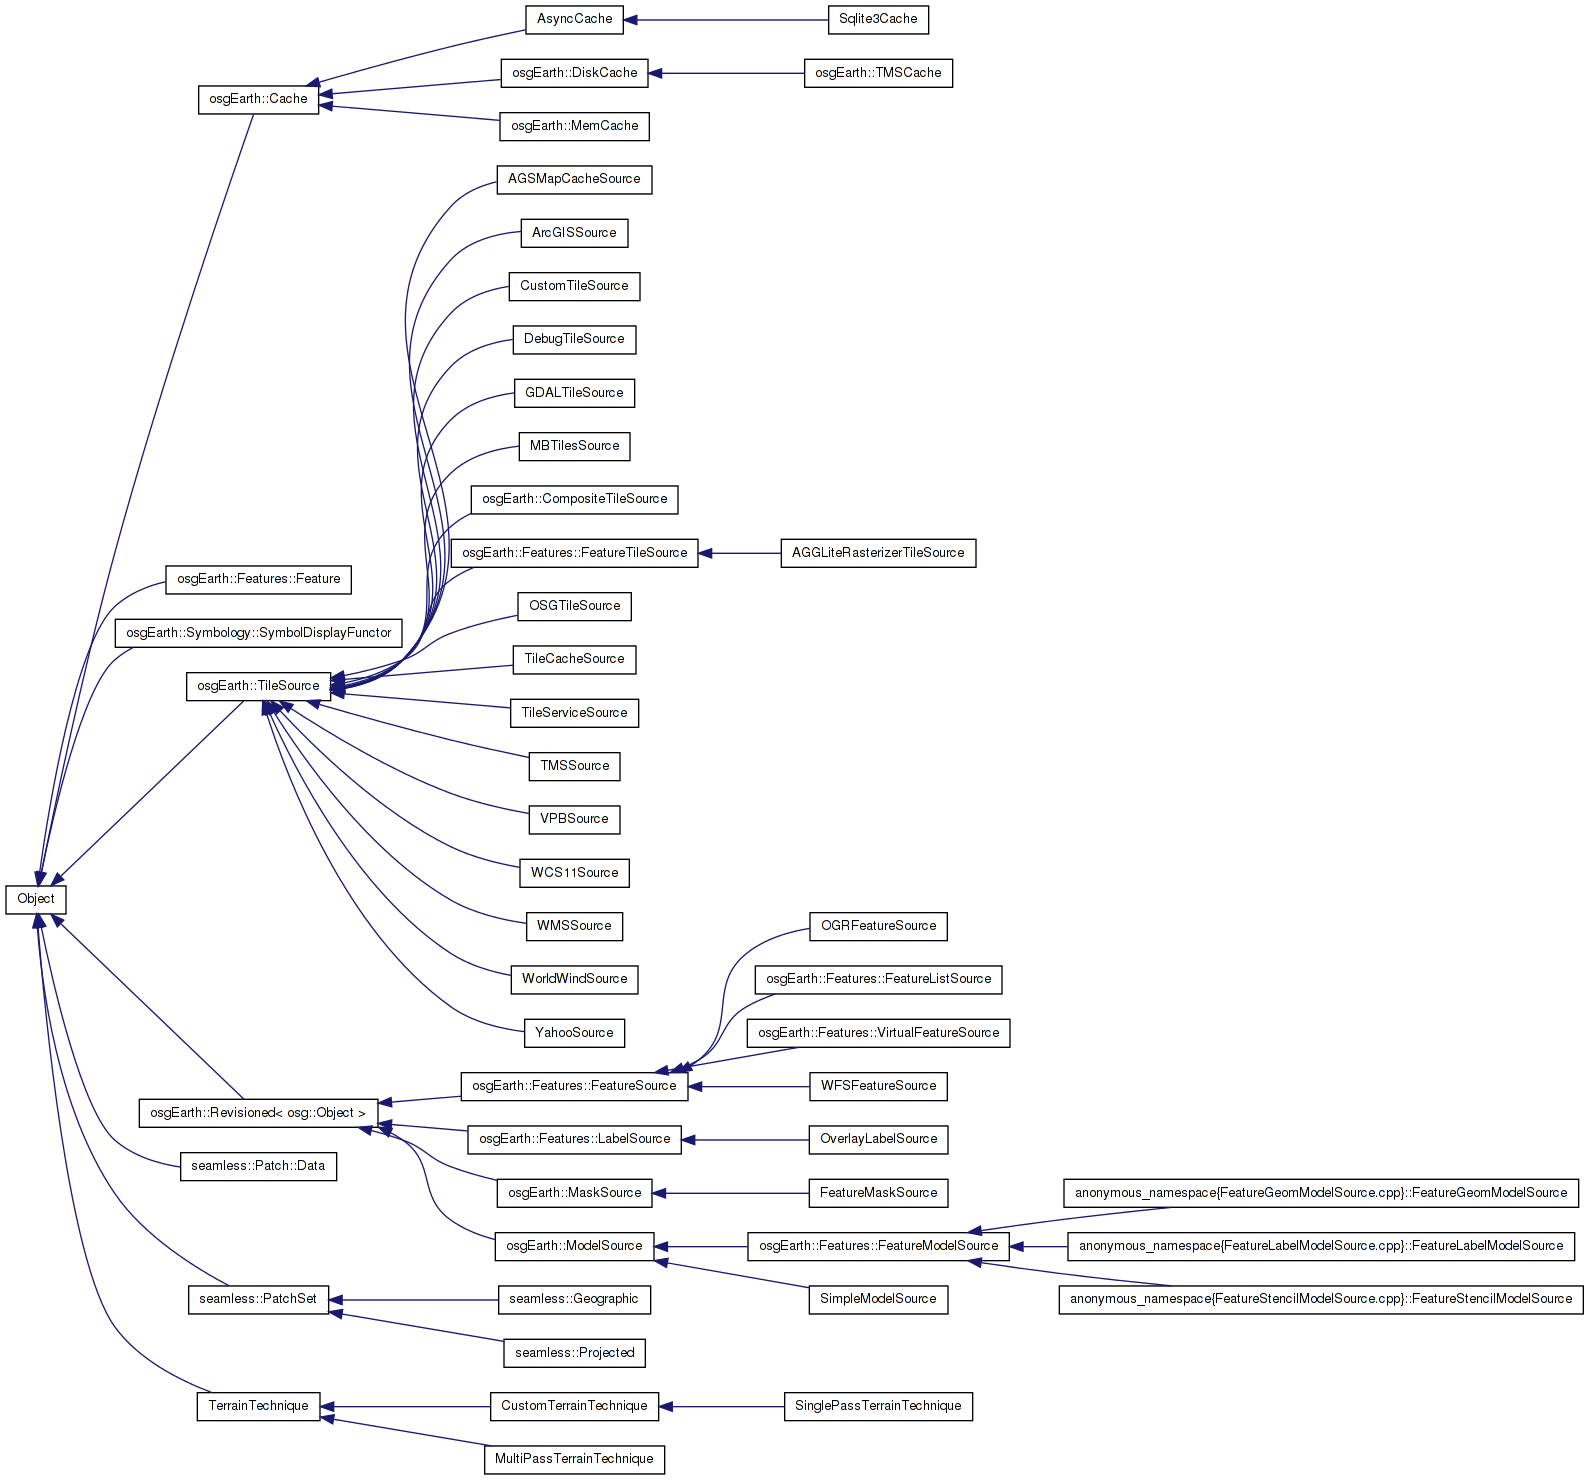 AsyncCache
Sqlite3Cache
osgEarth::DiskCache
osgEarth::TMSCache
osgEarth::Cache
osgEarth::MemCache
AGSMapCacheSource
ArcGISSource
CustomTileSource
DebugTileSource
GDALTileSource
MBTilesSource
osgEarth::CompositeTileSource
osgEarth::Features::FeatureTileSource
AGGLiteRasterizerTileSource
osgEarth::Features::Feature
OSGTileSource
osgEarth::Symbology::SymbolDisplayFunctor
TileCacheSource
osgEarth::TileSource
TileServiceSource
TMSSource
VPBSource
WCS11Source
Object
WMSSource
OGRFeatureSource
WorldWindSource
osgEarth::Features::FeatureListSource
YahooSource
osgEarth::Features::VirtualFeatureSource
osgEarth::Features::FeatureSource
WFSFeatureSource
osgEarth::Revisioned< osg::Object >
osgEarth::Features::LabelSource
OverlayLabelSource
seamless::Patch::Data
osgEarth::MaskSource
FeatureMaskSource
anonymous_namespace{FeatureGeomModelSource.cpp}::FeatureGeomModelSource
osgEarth::ModelSource
osgEarth::Features::FeatureModelSource
anonymous_namespace{FeatureLabelModelSource.cpp}::FeatureLabelModelSource
seamless::PatchSet
seamless::Geographic
SimpleModelSource
anonymous_namespace{FeatureStencilModelSource.cpp}::FeatureStencilModelSource
seamless::Projected
TerrainTechnique
CustomTerrainTechnique
SinglePassTerrainTechnique
MultiPassTerrainTechnique